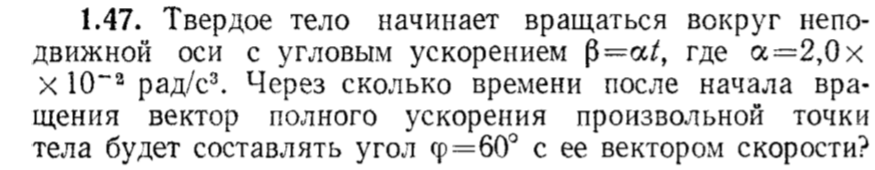 1.47. Твердое тело начинает вращаться вокруг непо-
движной оси с угловым ускорением β=αt, где α=2,0×
×10⁻² рад/с³. Через сколько времени после начала вра-
щения вектор полного ускорения произвольной точки
тела будет составлять угол φ=60° с ее вектором скорости?